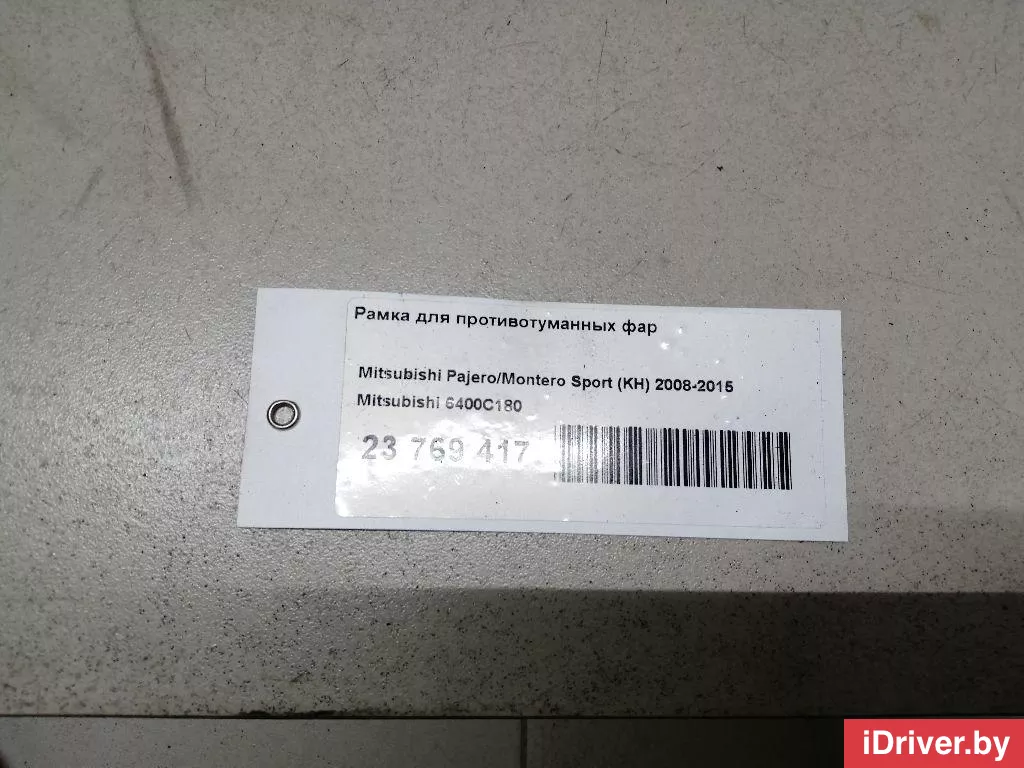 Рамка для противотуманных фар
Mitsubishi Pajero/Montero Sport (KH) 2008-2015
Mitsubishi 6400C180
23 769 417
iDriver.by